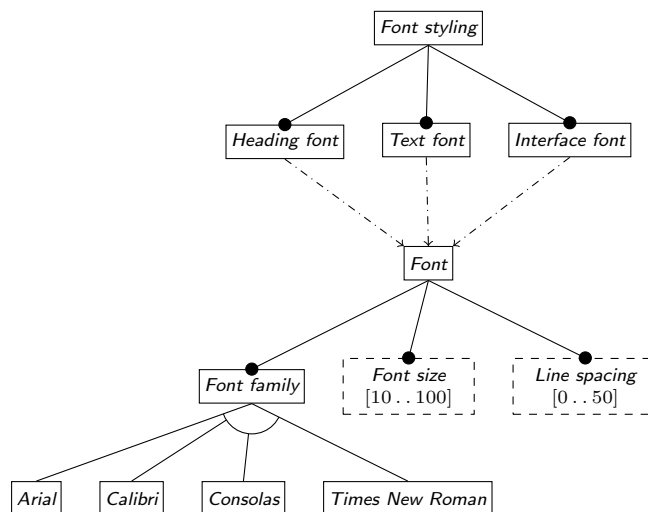 Font styling
Heading font
Text font
Interface font
Font
Font family
Font size
[10 . . 100]
Line spacing
[0 . . 50]
Arial
Calibri
Consolas
Times New Roman